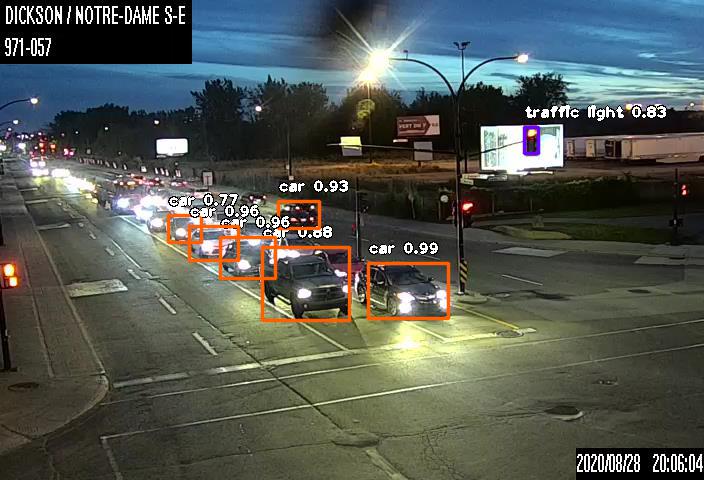 DICKSON / NOTRE-DAME S-E
971-057
traffic light 0.83
car 0.93
car 0.77
car 0.96
car 0.96
car 0.88
car 0.99
2020/08/28 20:06:04